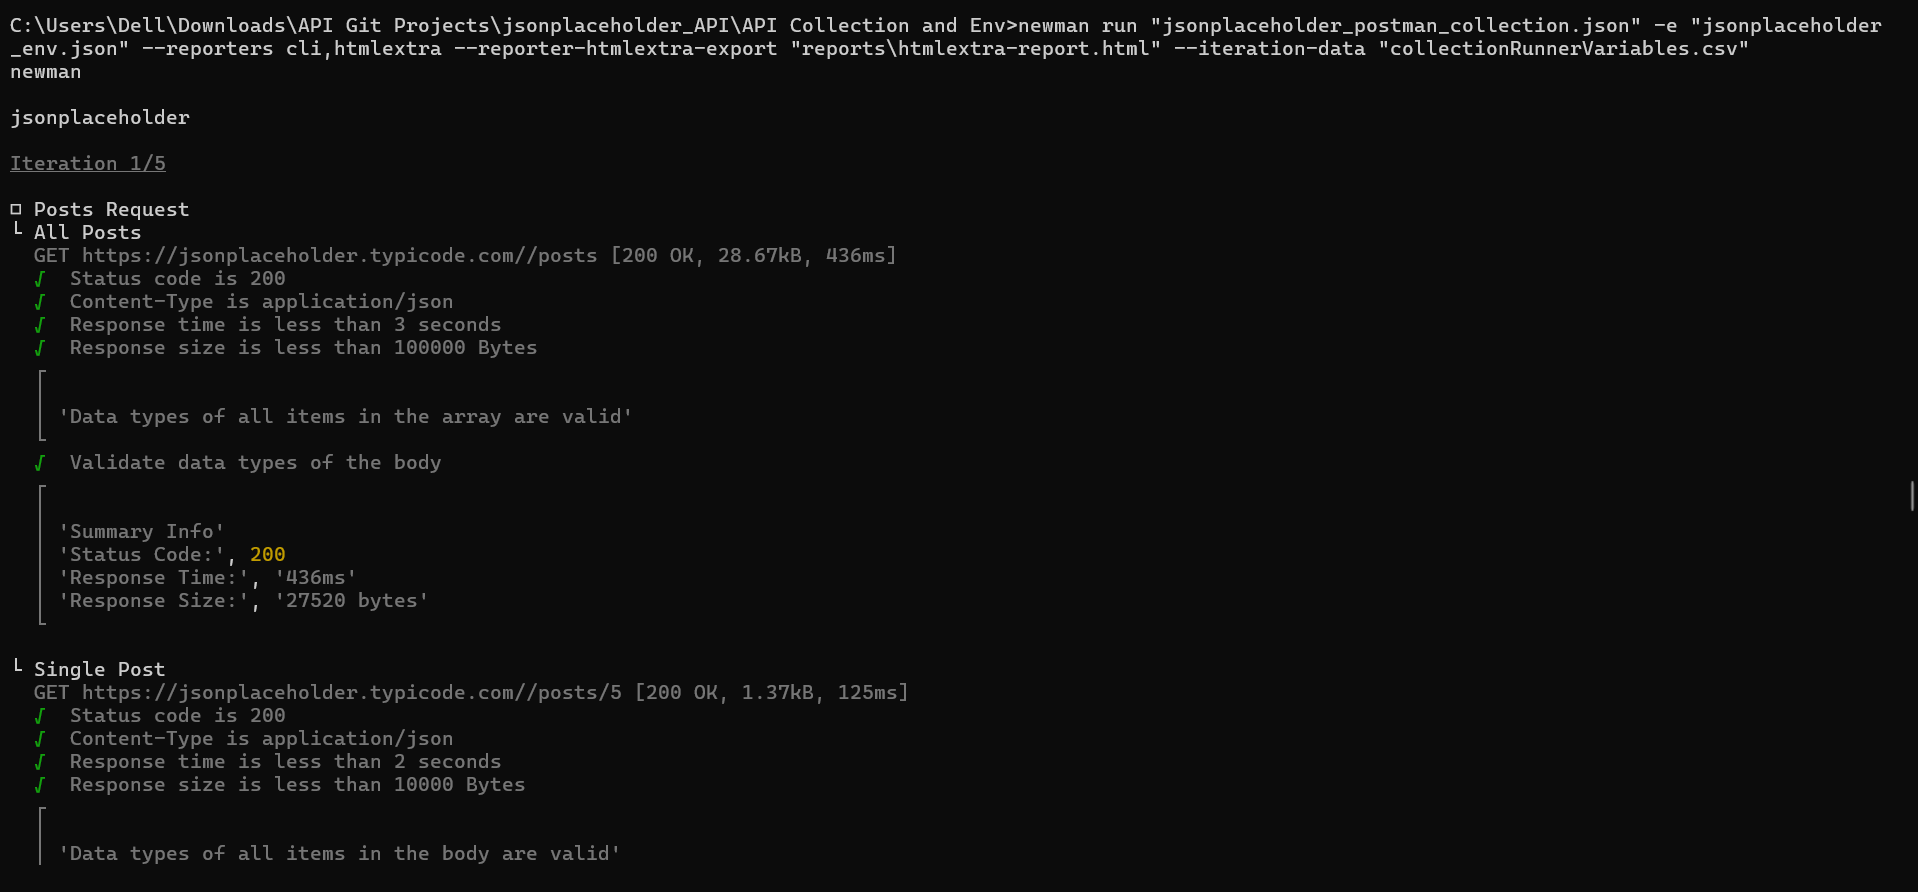 C:\Users\Dell\Downloads\API Git Projects\jsonplaceholder_API\API Collection and Env>newman run "jsonplaceholder_postman_collection.json" -e "jsonplaceholder
_env.json" --reporters cli,htmlextra --reporter-htmlextra-export "reports\htmlextra-report.html" --iteration-data "collectionRunnerVariables.csv"
newman
jsonplaceholder
Iteration 1/5
□ Posts Request
└ All Posts
GET https://jsonplaceholder.typicode.com//posts [200 OK, 28.67kB, 436ms]
√ Status code is 200
√ Content-Type is application/json
√ Response time is less than 3 seconds
√ Response size is less than 100000 Bytes
'Data types of all items in the array are valid'
√ Validate data types of the body
'Summary Info'
'Status Code:', 200
'Response Time:', '436ms'
'Response Size:', '27520 bytes'
└ Single Post
GET https://jsonplaceholder.typicode.com//posts/5 [200 OK, 1.37kB, 125ms]
√ Status code is 200
√ Content-Type is application/json
√ Response time is less than 2 seconds
√ Response size is less than 10000 Bytes
'Data types of all items in the body are valid'